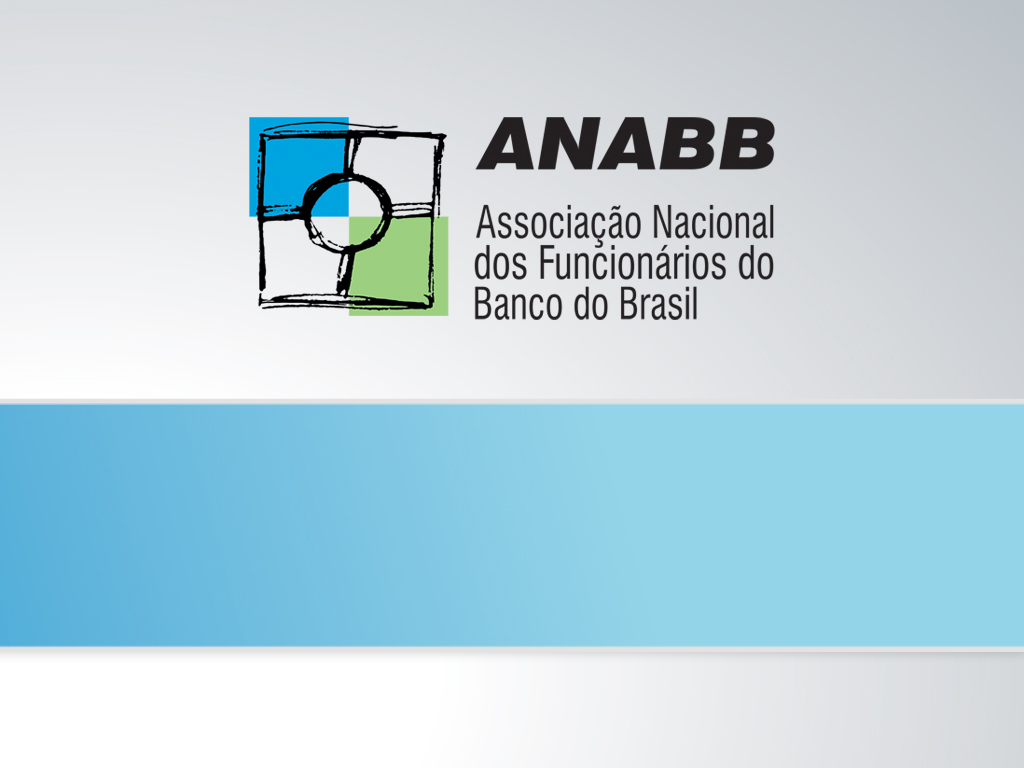 ANABB
Associação Nacional
dos Funcionários do
Banco do Brasil